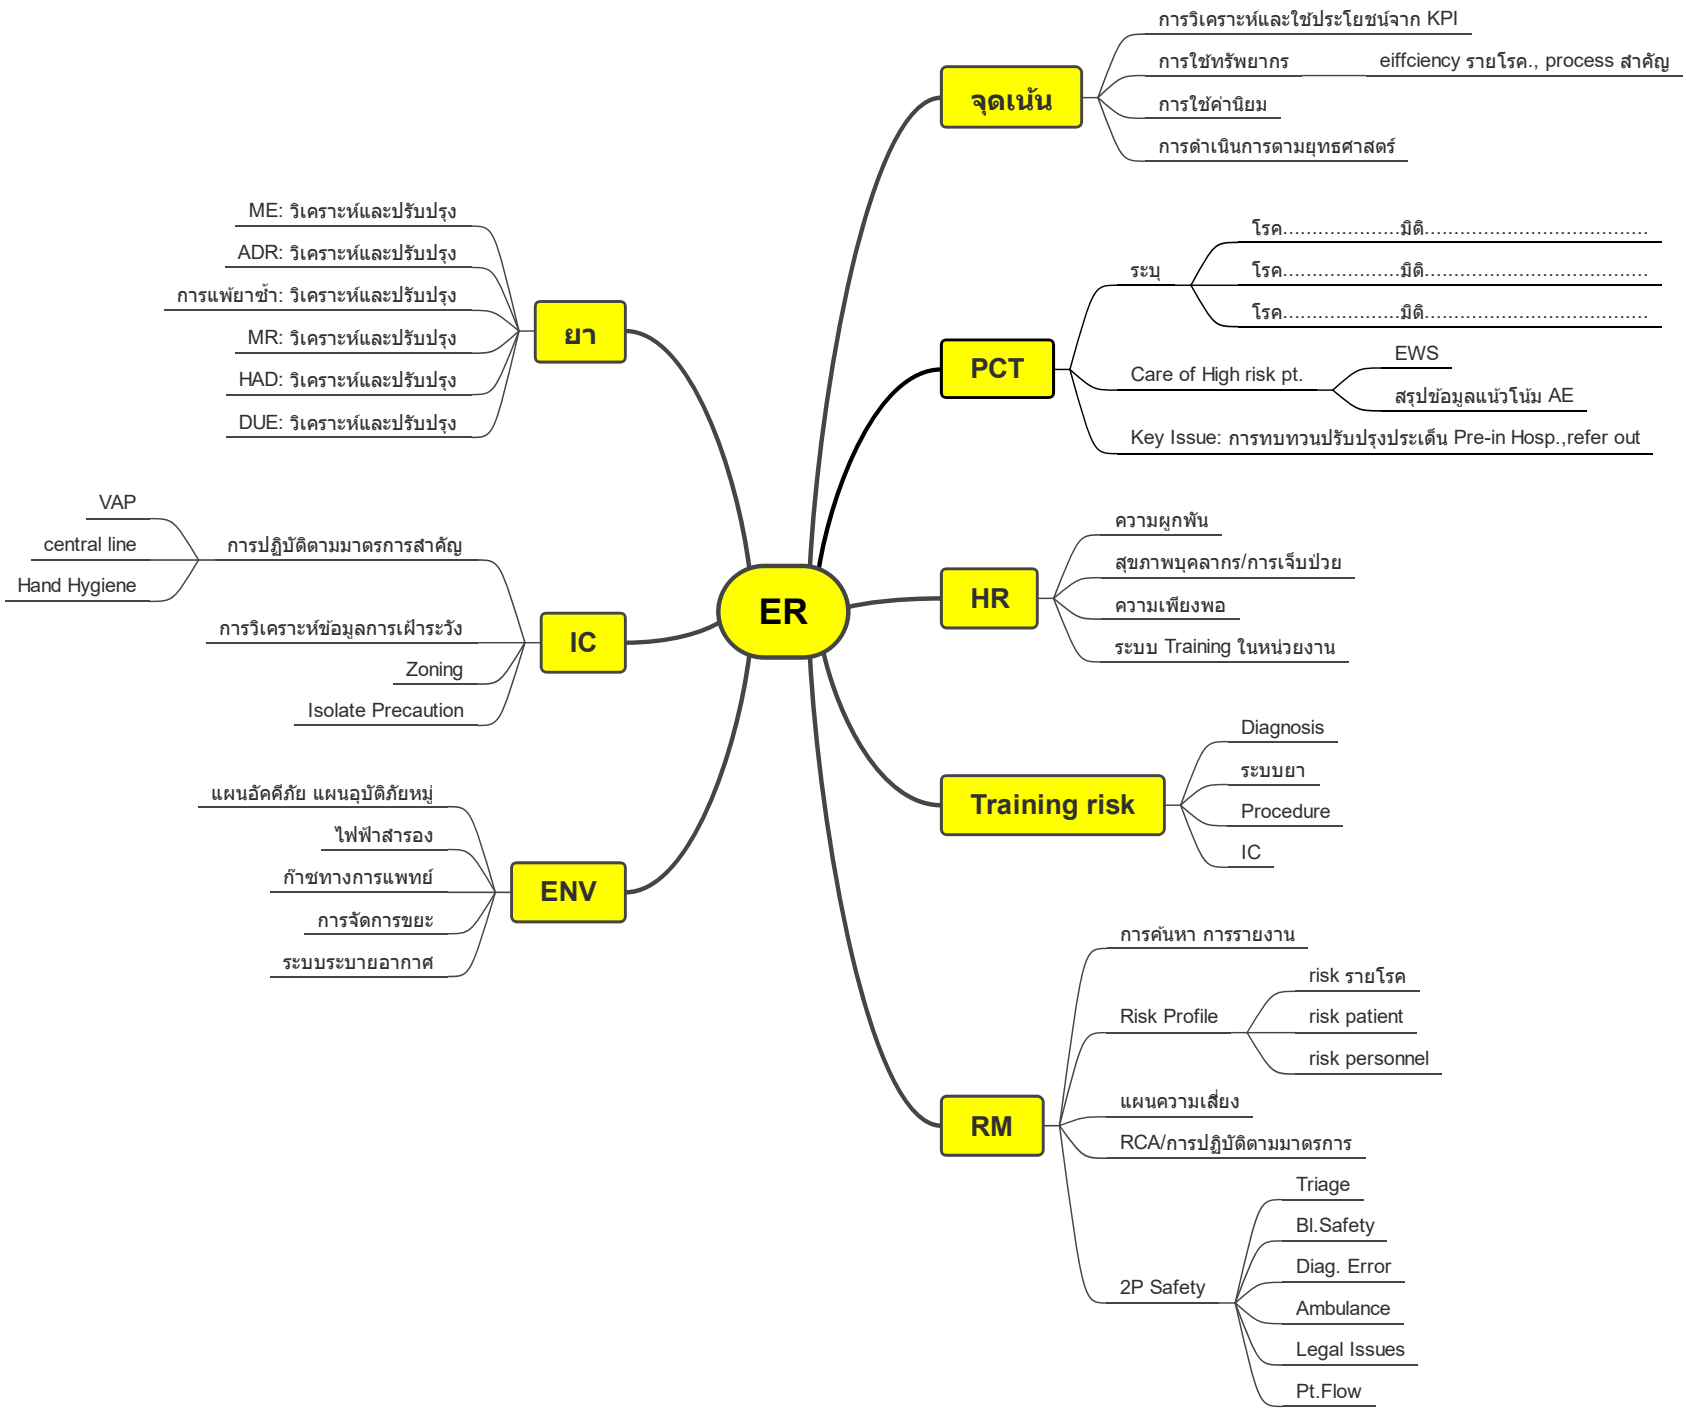 ER
จุดเน้น
การวิเคราะห์และใช้ประโยชน์จาก KPI
การใช้ทรัพยากร
eiffciency รายโรค., process สำคัญ
การใช้ค่านิยม
การดำเนินการตามยุทธศาสตร์
PCT
ระบุ
โรค....................มิติ......................................
โรค....................มิติ......................................
โรค....................มิติ......................................
Care of High risk pt.
EWS
สรุปข้อมูลแน้วโน้ม AE
Key Issue: การทบทวนปรับปรุงประเด็น Pre-in Hosp.,refer out
HR
ความผูกพัน
สุขภาพบุคลากร/การเจ็บป่วย
ความเพียงพอ
ระบบ Training ในหน่วยงาน
Training risk
Diagnosis
ระบบยา
Procedure
IC
RM
การค้นหา การรายงาน
Risk Profile
risk รายโรค
risk patient
risk personnel
แผนความเสี่ยง
RCA/การปฏิบัติตามมาตรการ
2P Safety
Triage
Bl.Safety
Diag. Error
Ambulance
Legal Issues
Pt.Flow
ยา
ME: วิเคราะห์และปรับปรุง
ADR: วิเคราะห์และปรับปรุง
การแพ้ยาซ้ำ: วิเคราะห์และปรับปรุง
MR: วิเคราะห์และปรับปรุง
HAD: วิเคราะห์และปรับปรุง
DUE: วิเคราะห์และปรับปรุง
IC
การปฏิบัติตามมาตรการสำคัญ
VAP
central line
Hand Hygiene
การวิเคราะห์ข้อมูลการเฝ้าระวัง
Zoning
Isolate Precaution
ENV
แผนอัคคีภัย แผนอุบัติภัยหมู่
ไฟฟ้าสำรอง
ก๊าซทางการแพทย์
การจัดการขยะ
ระบบระบายอากาศ